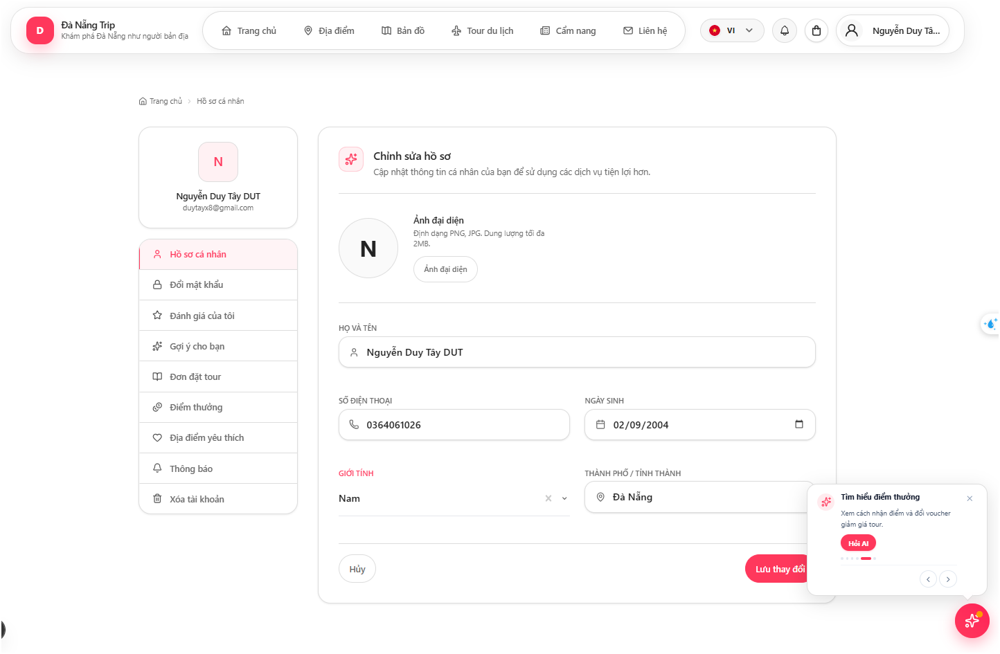 D
Đà Nẵng Trip
Khám phá Đà Nẵng như người bản địa
Trang chủ
Địa điểm
Bản đồ
Tour du lịch
Cẩm nang
Liên hệ
VI
Nguyễn Duy Tâ...
Trang chủ
Hồ sơ cá nhân
N
Nguyễn Duy Tây DUT
duytayx8@gmail.com
Hồ sơ cá nhân
Đổi mật khẩu
Đánh giá của tôi
Gợi ý cho bạn
Đơn đặt tour
Điểm thưởng
Địa điểm yêu thích
Thông báo
Xóa tài khoản
Chỉnh sửa hồ sơ
Cập nhật thông tin cá nhân của bạn để sử dụng các dịch vụ tiện lợi hơn.
N
Ảnh đại diện
Định dạng PNG, JPG. Dung lượng tối đa
2MB.
Ảnh đại diện
HỌ VÀ TÊN
Nguyễn Duy Tây DUT
SỐ ĐIỆN THOẠI
0364061026
NGÀY SINH
02/09/2004
GIỚI TÍNH
Nam
THÀNH PHỐ / TỈNH THÀNH
Đà Nẵng
Hủy
Lưu thay đổi
Tìm hiểu điểm thưởng
Xem cách nhận điểm và đổi voucher
giảm giá tour.
Hỏi AI